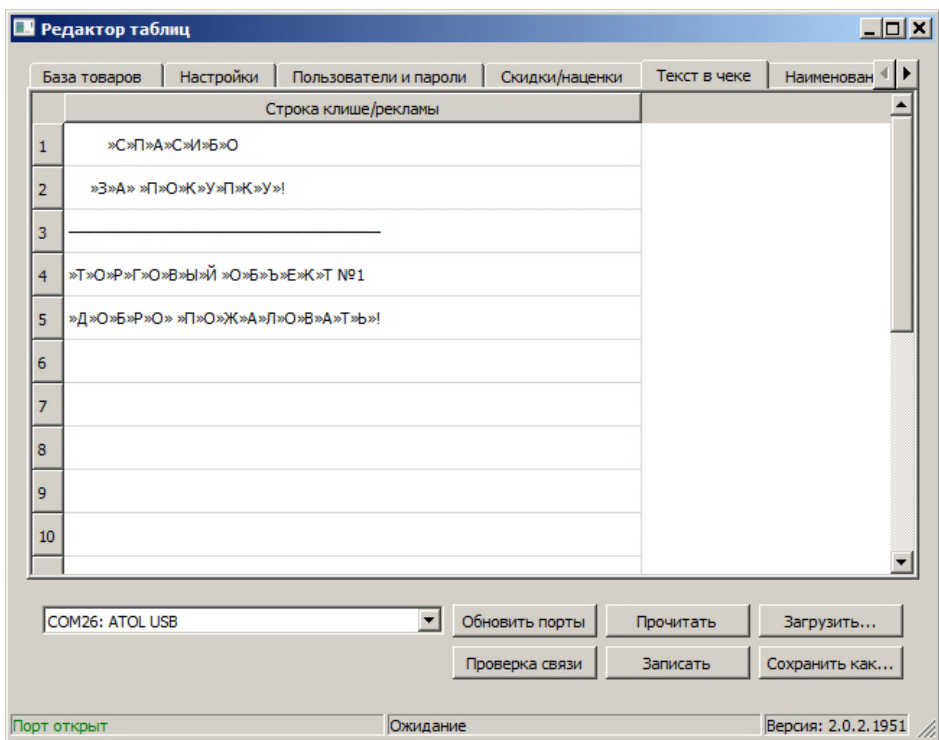 Редактор таблиц
База товаров Настройки Пользователи и пароли Скидки/наценки Текст в чеке Наименован
Строка клише/рекламы
1 »С»П»А»С»И»Б»О
2 »З»А» »П»О»К»У»П»К»У»!
3 ————————————————————
4 »Т»О»Р»Г»О»В»Ы»Й »О»Б»Ъ»Е»К»Т №1
5 »Д»О»Б»Р»О» »П»О»Ж»А»Л»О»В»А»Т»Ь»!
6
7
8
9
10
COM26: ATOL USB Обновить порты Прочитать Загрузить...
Проверка связи Записать Сохранить как...
Порт открыт Ожидание Версия: 2.0.2.1951